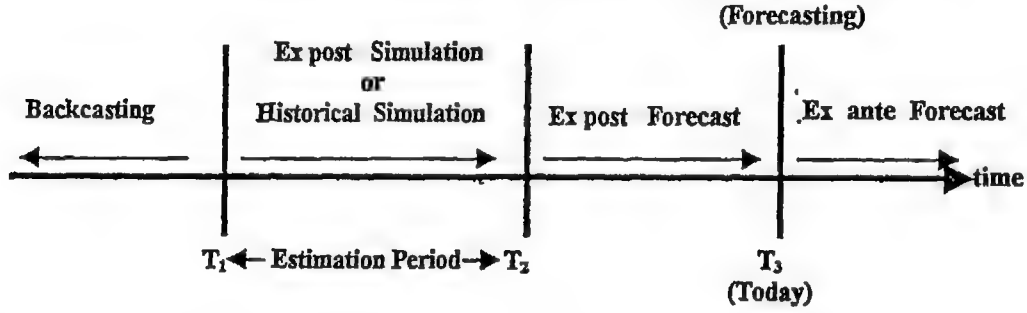 (Forecasting)
Ex post Simulation
or
Historical Simulation
Backcasting
Ex post Forecast
Ex ante Forecast
time
T₁ Estimation Period T₂
T₃
(Today)